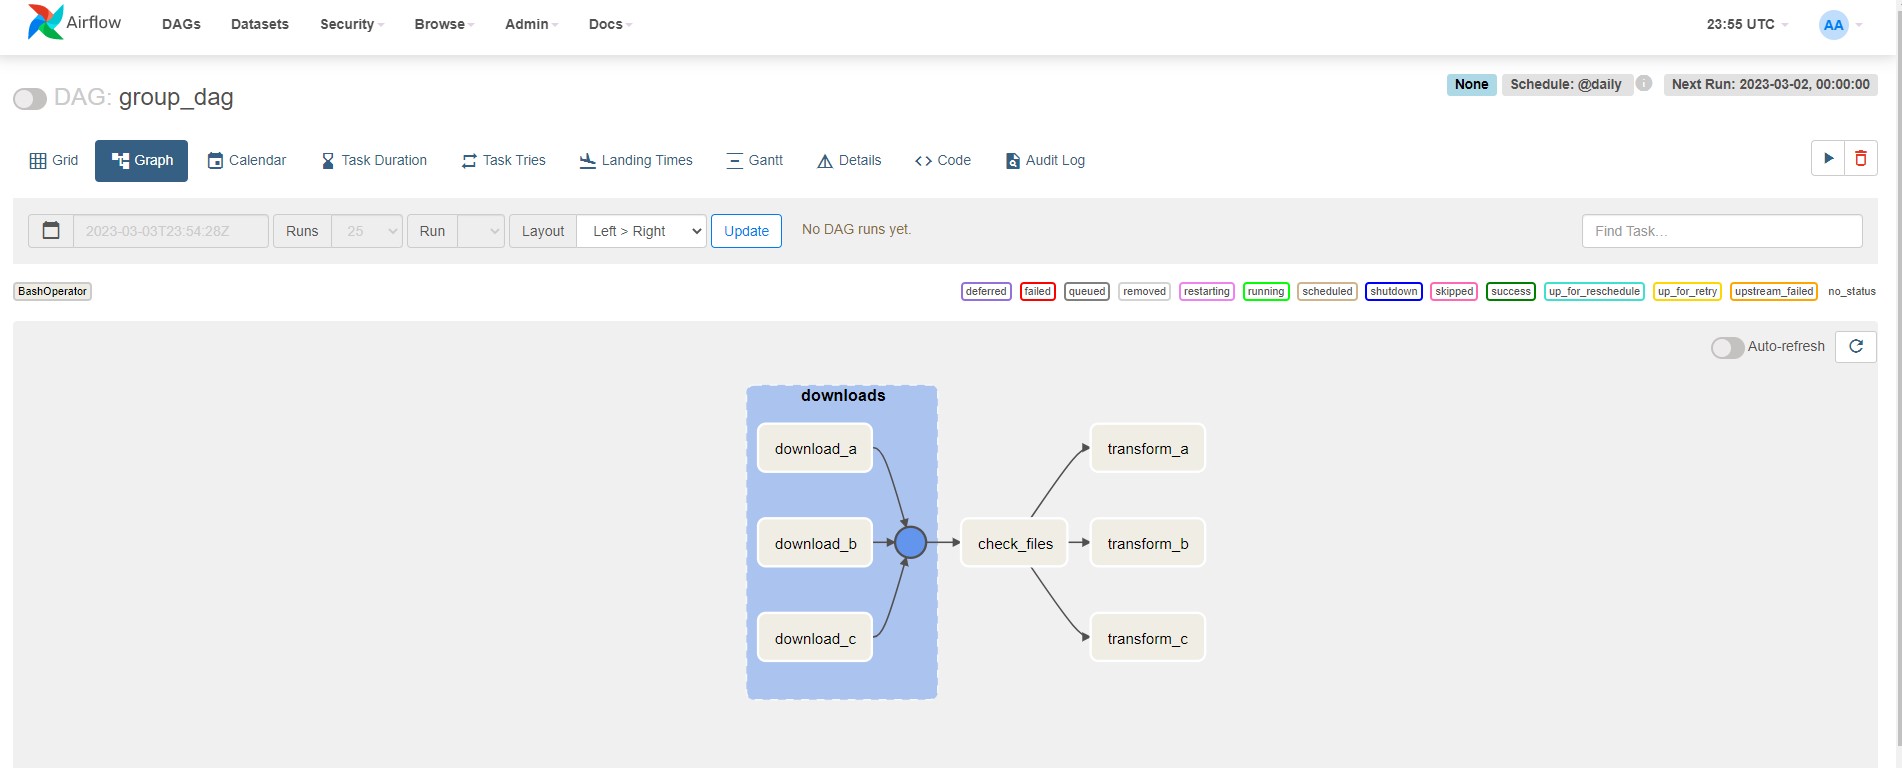 Airflow DAGs Datasets Security Browse Admin Docs 23:55 UTC AA
DAG: group_dag None Schedule: @daily i Next Run: 2023-03-02, 00:00:00
Grid Graph Calendar Task Duration Task Tries Landing Times Gantt Details Code Audit Log
2023-03-03T23:54:28Z Runs 25 Run Layout Left > Right Update No DAG runs yet. Find Task...
BashOperator deferred failed queued removed restarting running scheduled shutdown skipped success up_for_reschedule up_for_retry upstream_failed no_status
Auto-refresh
downloads
download_a transform_a
download_b check_files transform_b
download_c transform_c